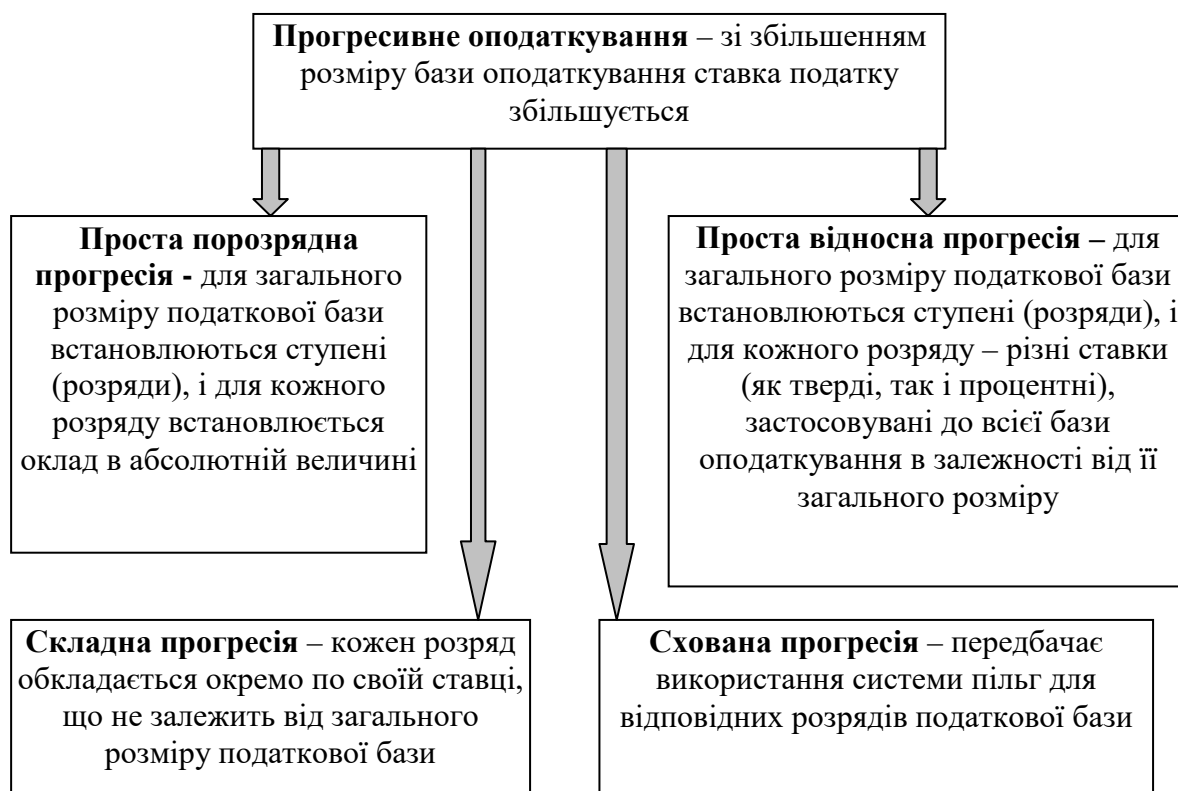 Прогресивне оподаткування – зі збільшенням
розміру бази оподаткування ставка податку
збільшується
Проста порозрядна
прогресія - для загального
розміру податкової бази
встановлюються ступені
(розряди), і для кожного
розряду встановлюється
оклад в абсолютній величині
Проста відносна прогресія – для
загального розміру податкової бази
встановлюються ступені (розряди), і
для кожного розряду – різні ставки
(як тверді, так і процентні),
застосовувані до всієї бази
оподаткування в залежності від її
загального розміру
Складна прогресія – кожен розряд
обкладається окремо по своїй ставці,
що не залежить від загального
розміру податкової бази
Схована прогресія – передбачає
використання системи пільг для
відповідних розрядів податкової бази